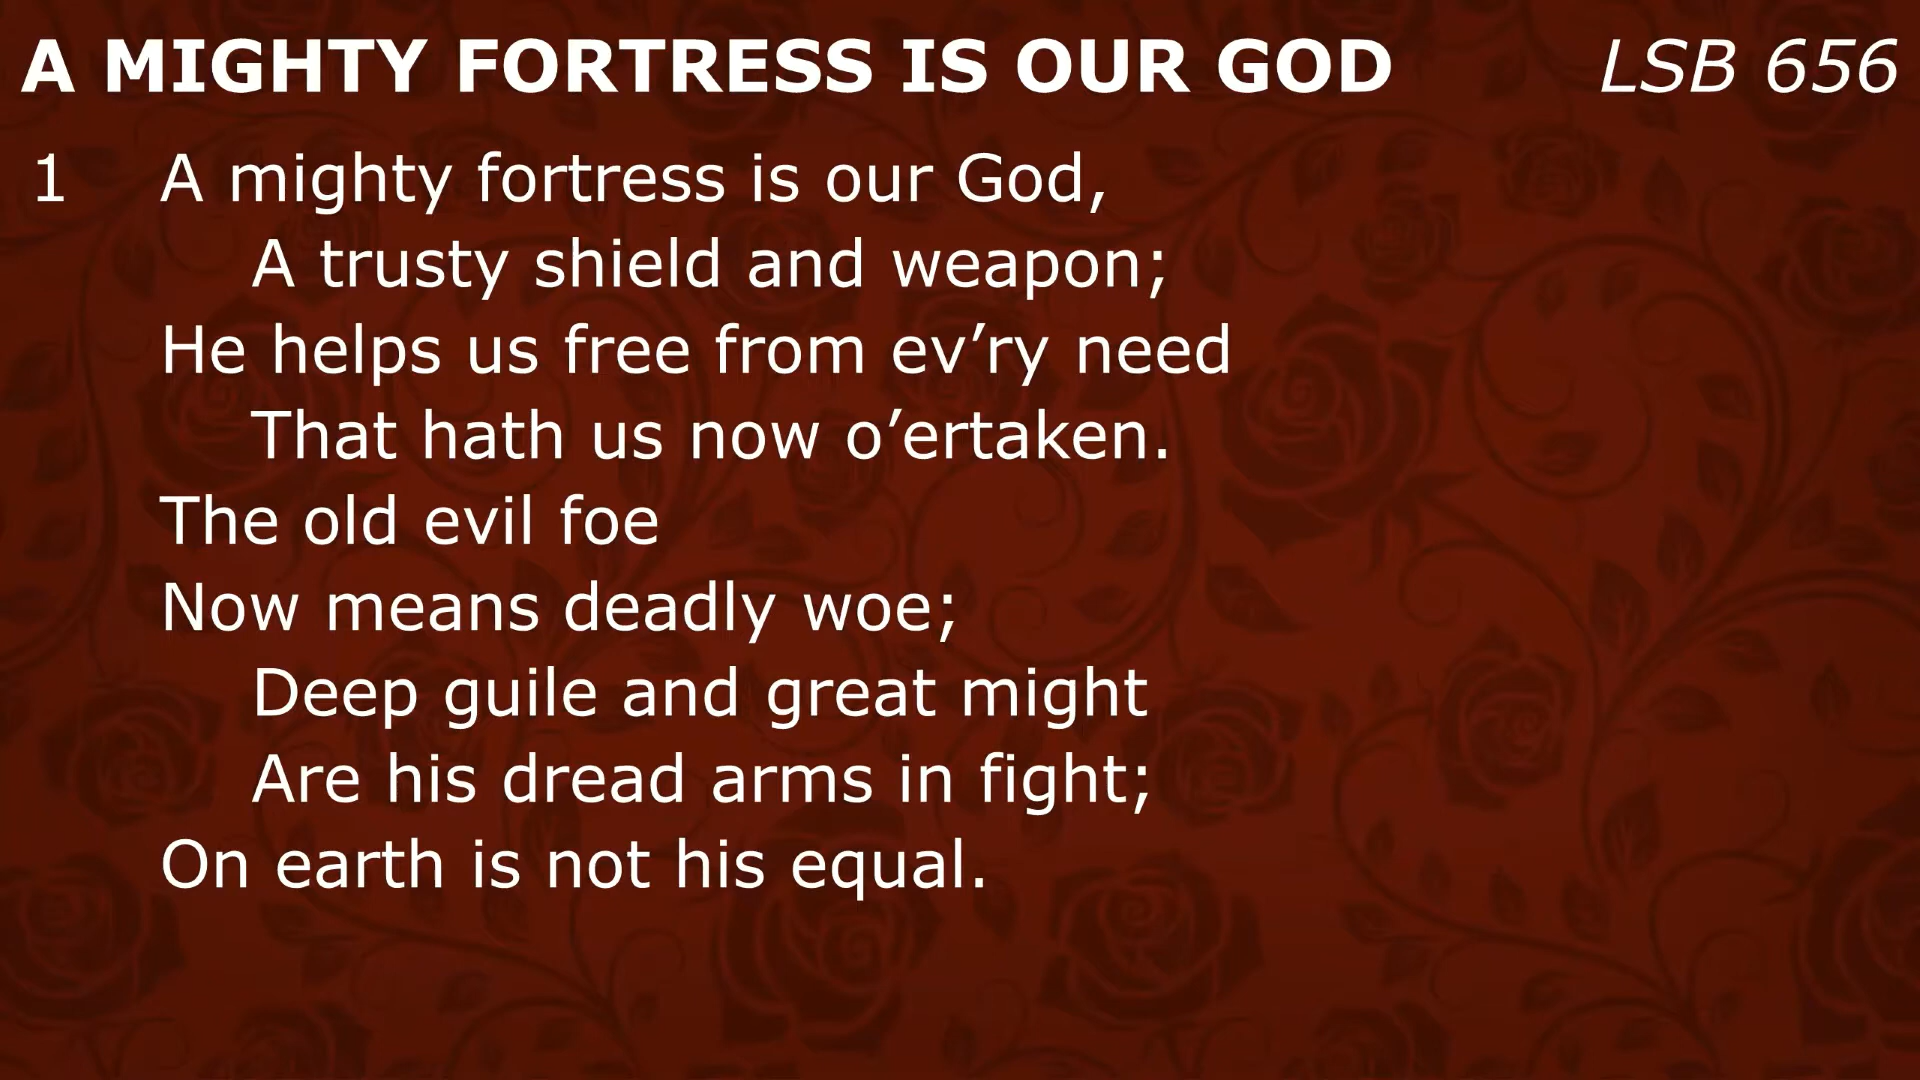 A MIGHTY FORTRESS IS OUR GOD LSB 656
1 A mighty fortress is our God,
A trusty shield and weapon;
He helps us free from ev’ry need
That hath us now o’ertaken.
The old evil foe
Now means deadly woe;
Deep guile and great might
Are his dread arms in fight;
On earth is not his equal.